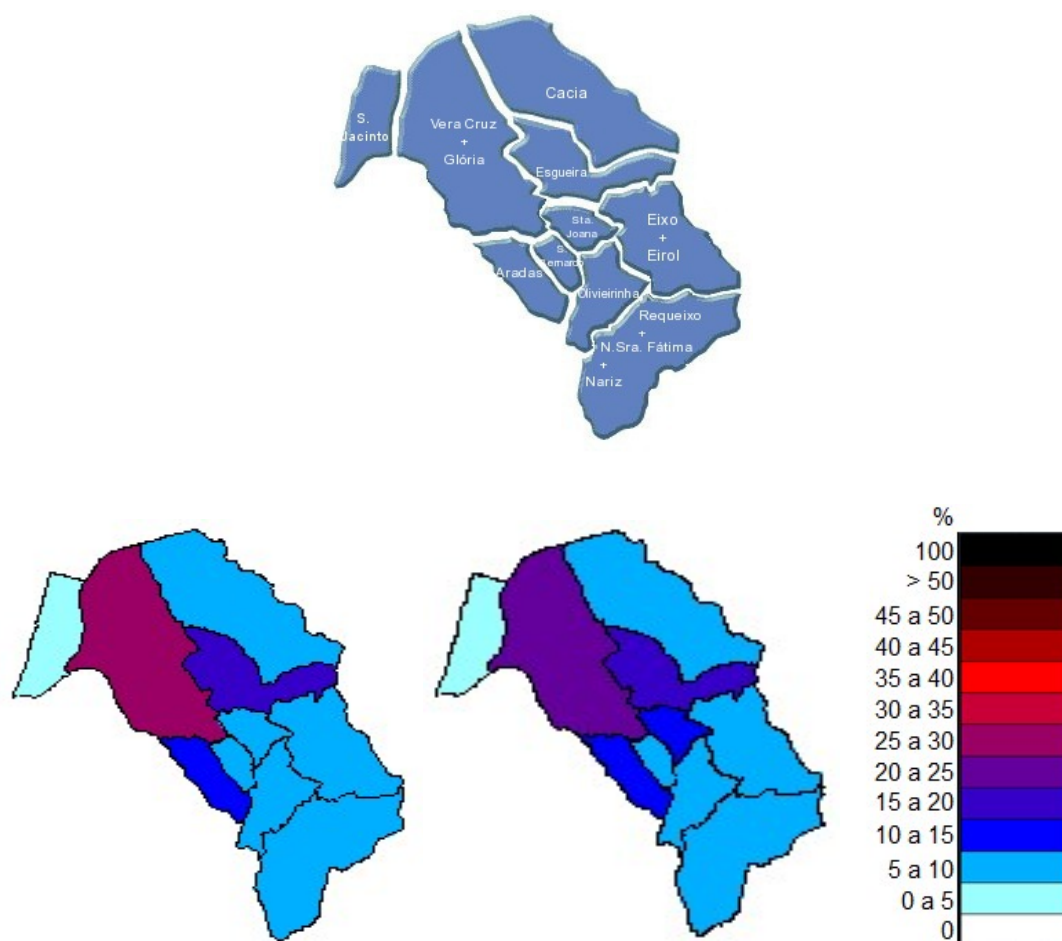 Cacia
S.
Jacinto
Vera Cruz
+
Glória
Esgueira
Sta.
Joana
Eixo
+
Eirol
S.
Bernardo
Aradas
Olivieirinha
Requeixo
+
N.Sra. Fátima
+
Nariz
%
100
> 50
45 a 50
40 a 45
35 a 40
30 a 35
25 a 30
20 a 25
15 a 20
10 a 15
5 a 10
0 a 5
0